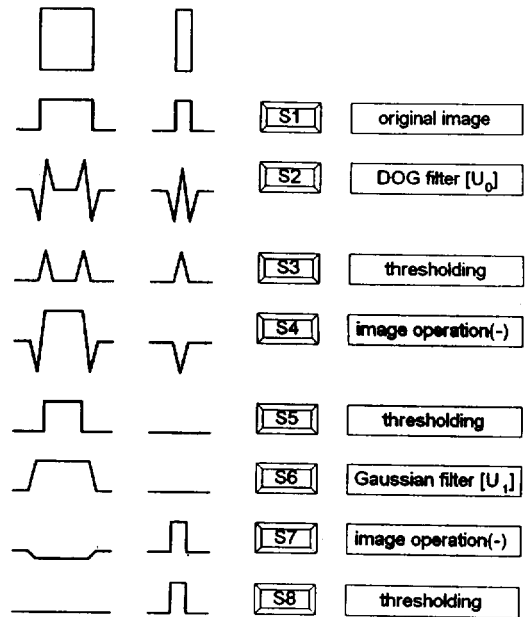 S1 original image
S2 DOG filter [U0]
S3 thresholding
S4 image operation(-)
S5 thresholding
S6 Gaussian filter [U1]
S7 image operation(-)
S8 thresholding